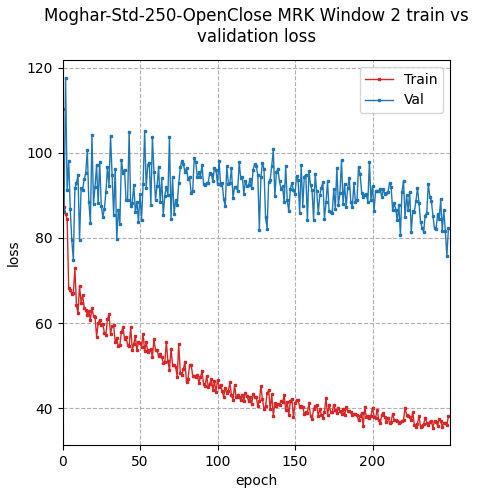 Moghar-Std-250-OpenClose MRK Window 2 train vs
validation loss
120
100
80
60
40
loss
Train
Val
0
50
100
150
200
epoch